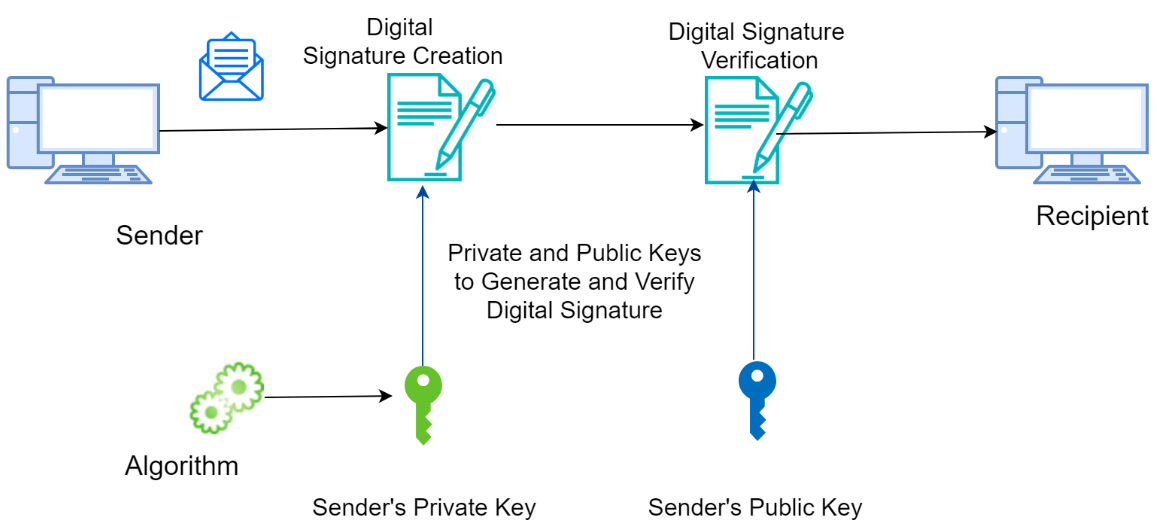 Digital
Signature Creation
Digital Signature
Verification
Sender
Recipient
Private and Public Keys
to Generate and Verify
Digital Signature
Algorithm
Sender's Private Key
Sender's Public Key